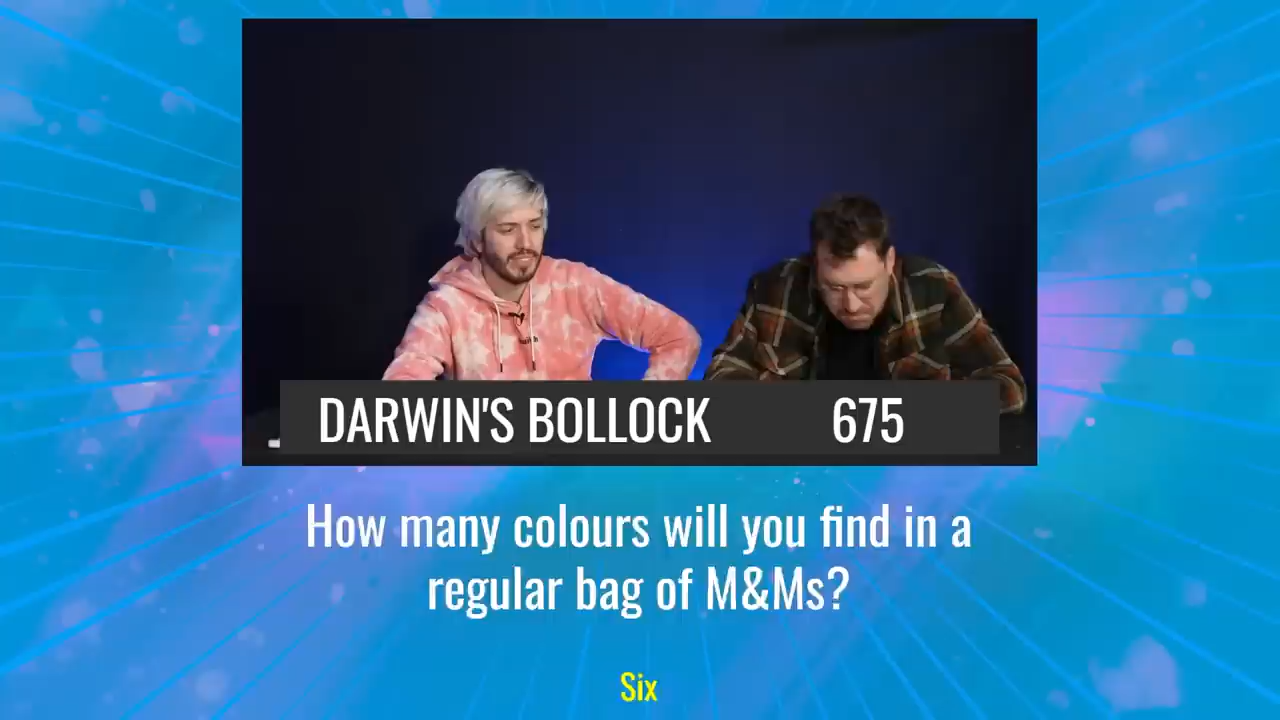 DARWIN'S BOLLOCK 675
How many colours will you find in a
regular bag of M&Ms?
Six